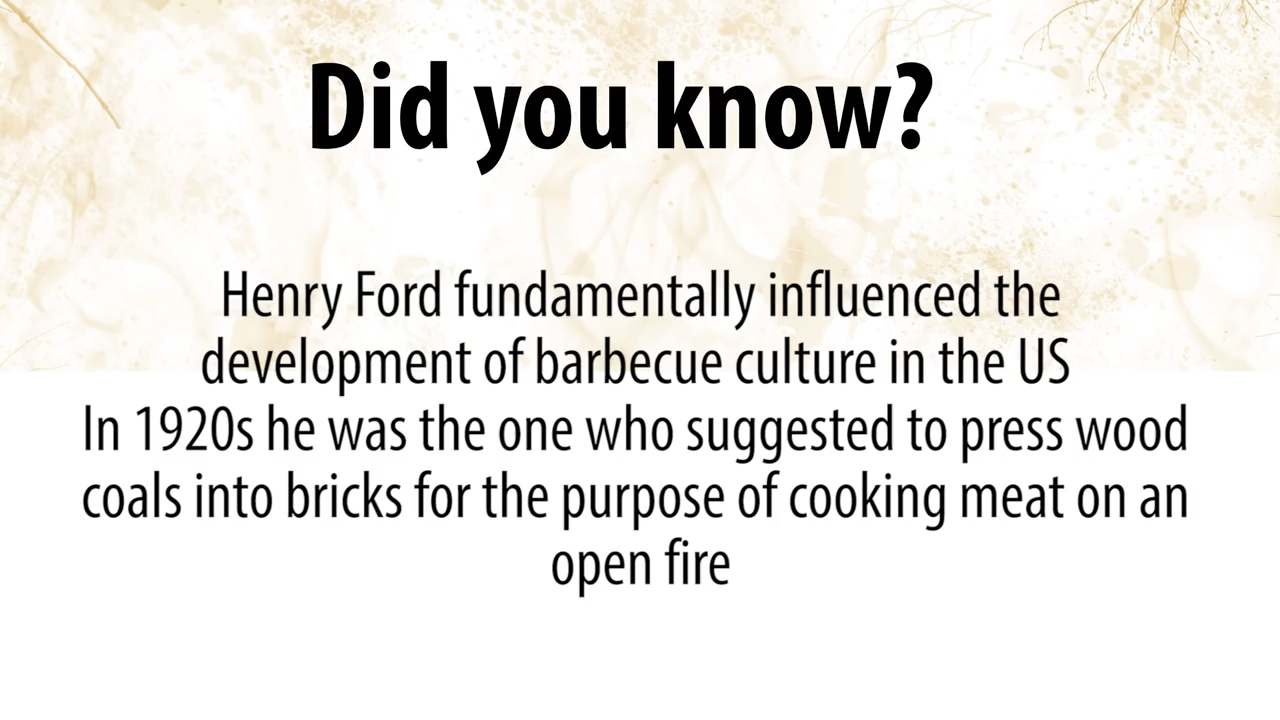 Did you know?
Henry Ford fundamentally influenced the
development of barbecue culture in the US
In 1920s he was the one who suggested to press wood
coals into bricks for the purpose of cooking meat on an
open fire